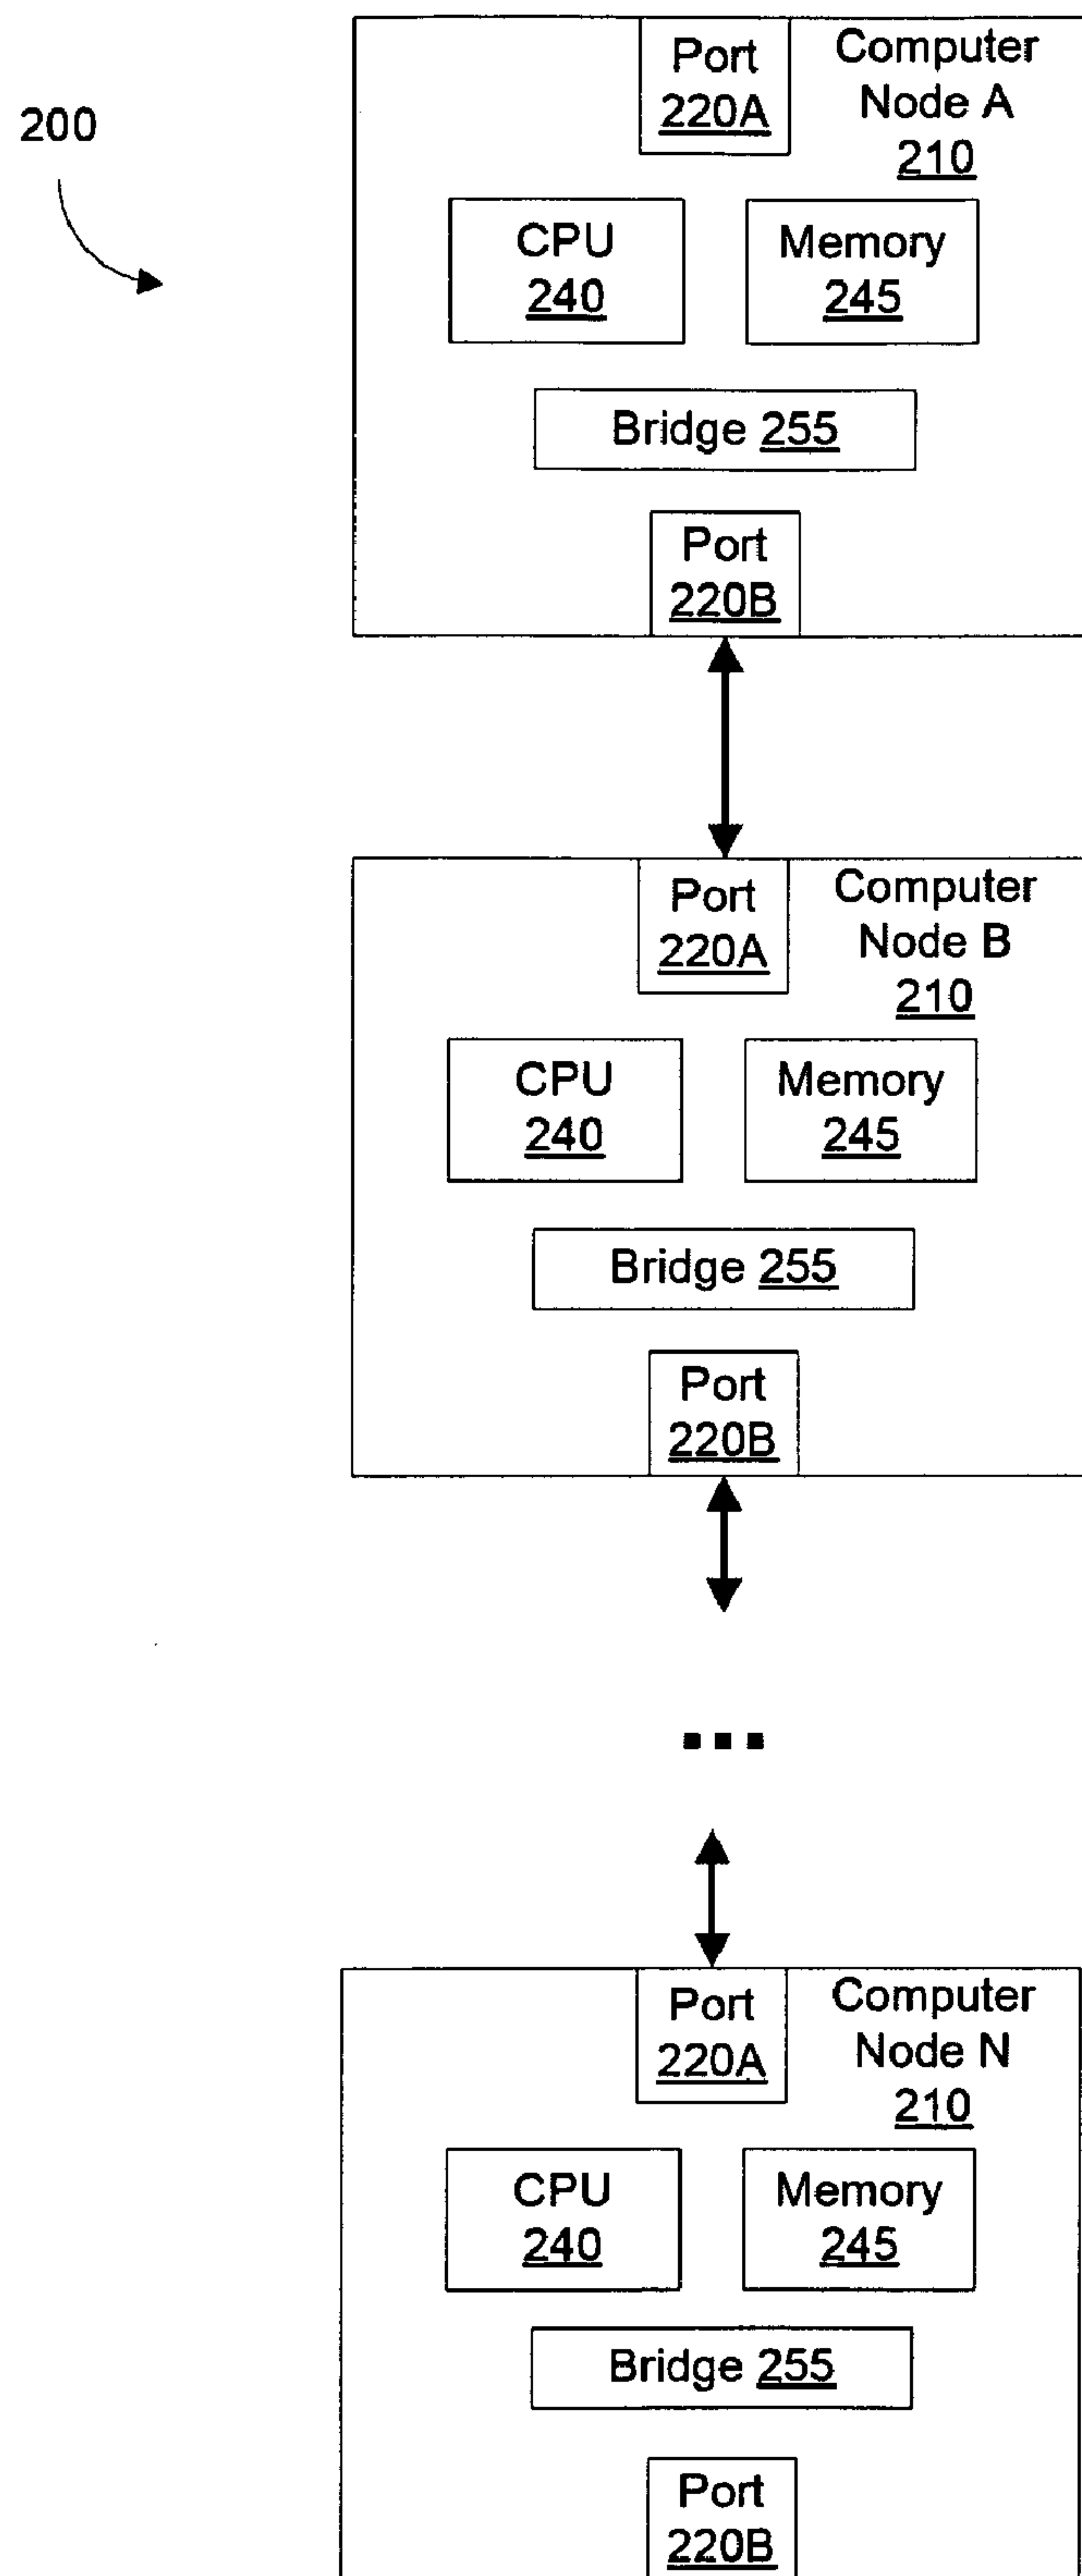 200
Port
220A
Computer
Node A
210
CPU
240
Memory
245
Bridge 255
Port
220B
Port
220A
Computer
Node B
210
CPU
240
Memory
245
Bridge 255
Port
220B
...
Port
220A
Computer
Node N
210
CPU
240
Memory
245
Bridge 255
Port
220B